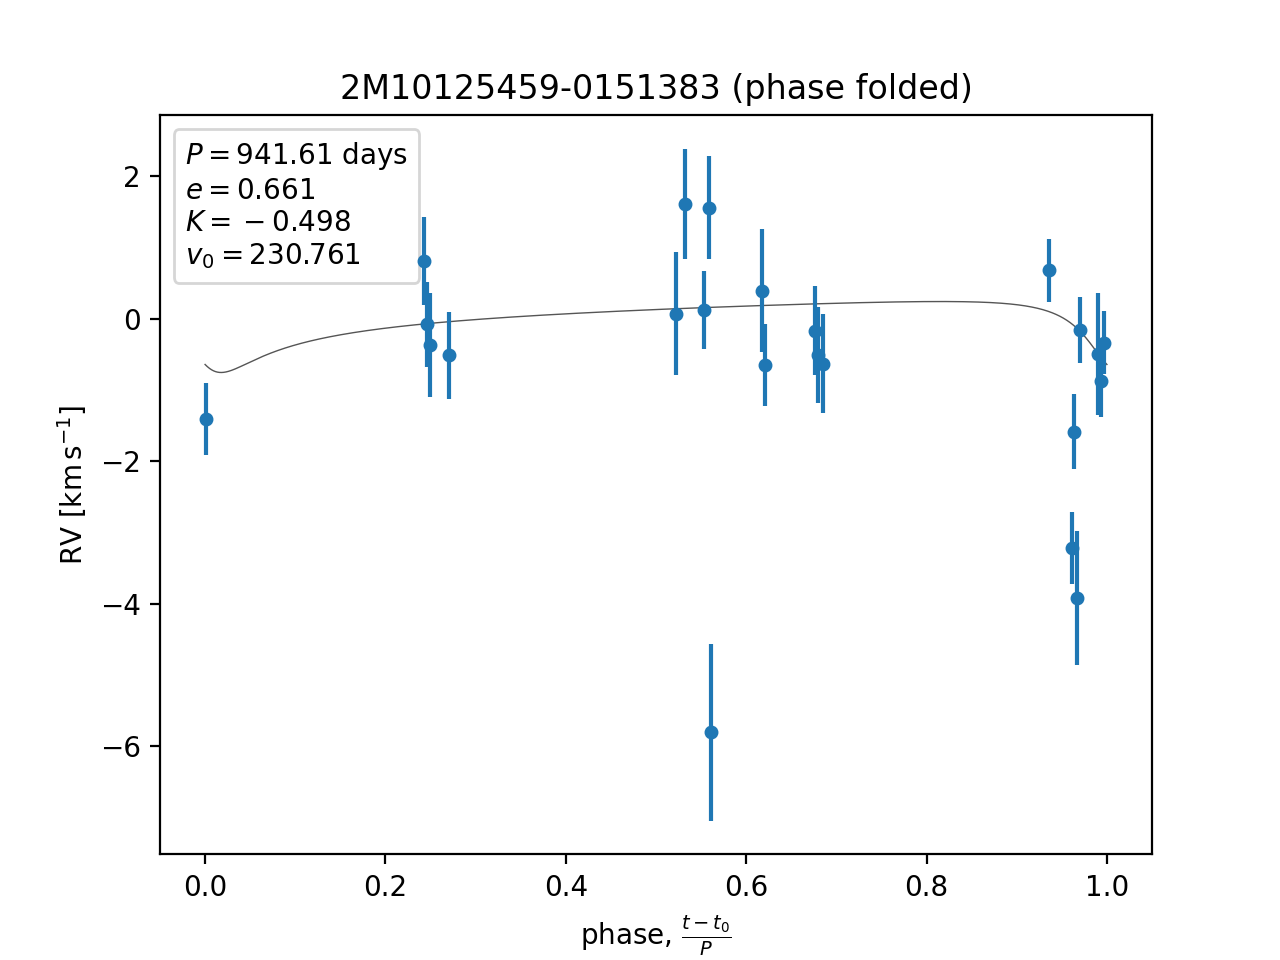 2M10125459-0151383 (phase folded)
P = 941.61 days
e = 0.661
K = −0.498
v₀ = 230.761
2
0
−2
−4
−6
RV [km s⁻¹]
0.0 0.2 0.4 0.6 0.8 1.0
phase, (t − t₀)/P